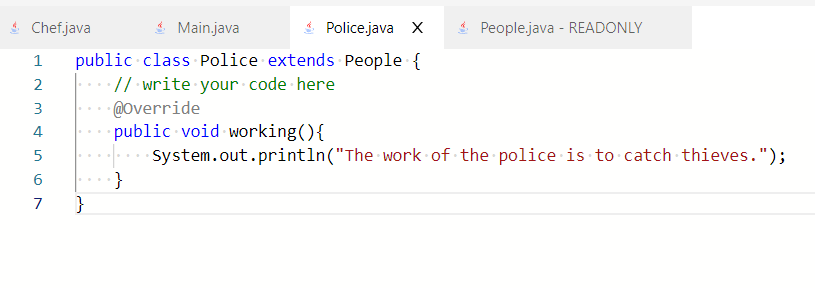 Chef.java Main.java Police.java X People.java - READONLY
1 public class Police extends People {
2 // write your code here
3 @Override
4 public void working(){
5 System.out.println("The work of the police is to catch thieves.");
6 }
7 }